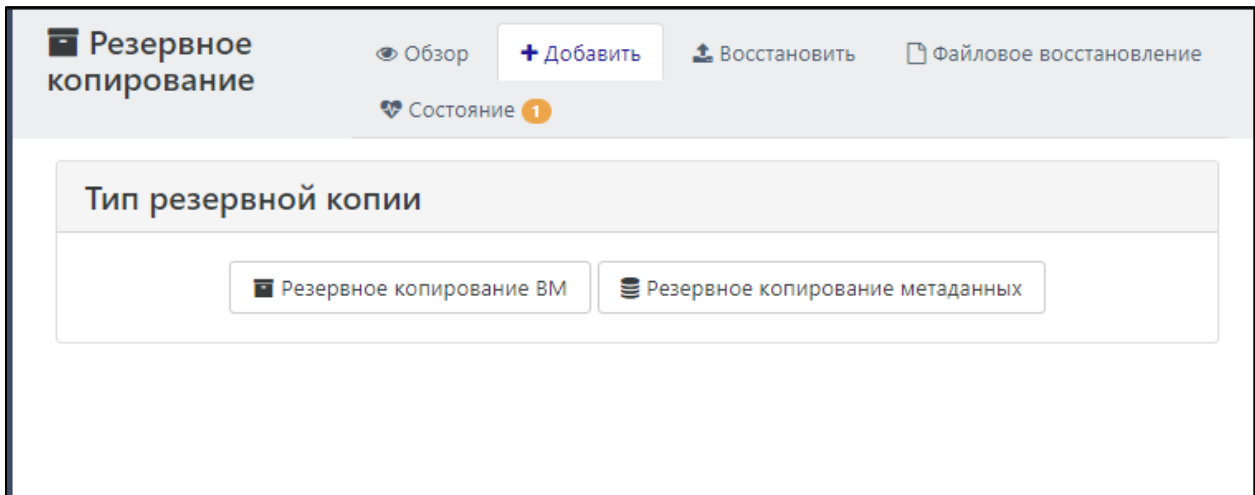 Резервное
копирование
Обзор
Добавить
Восстановить
Файловое восстановление
Состояние 1
Тип резервной копии
Резервное копирование ВМ
Резервное копирование метаданных